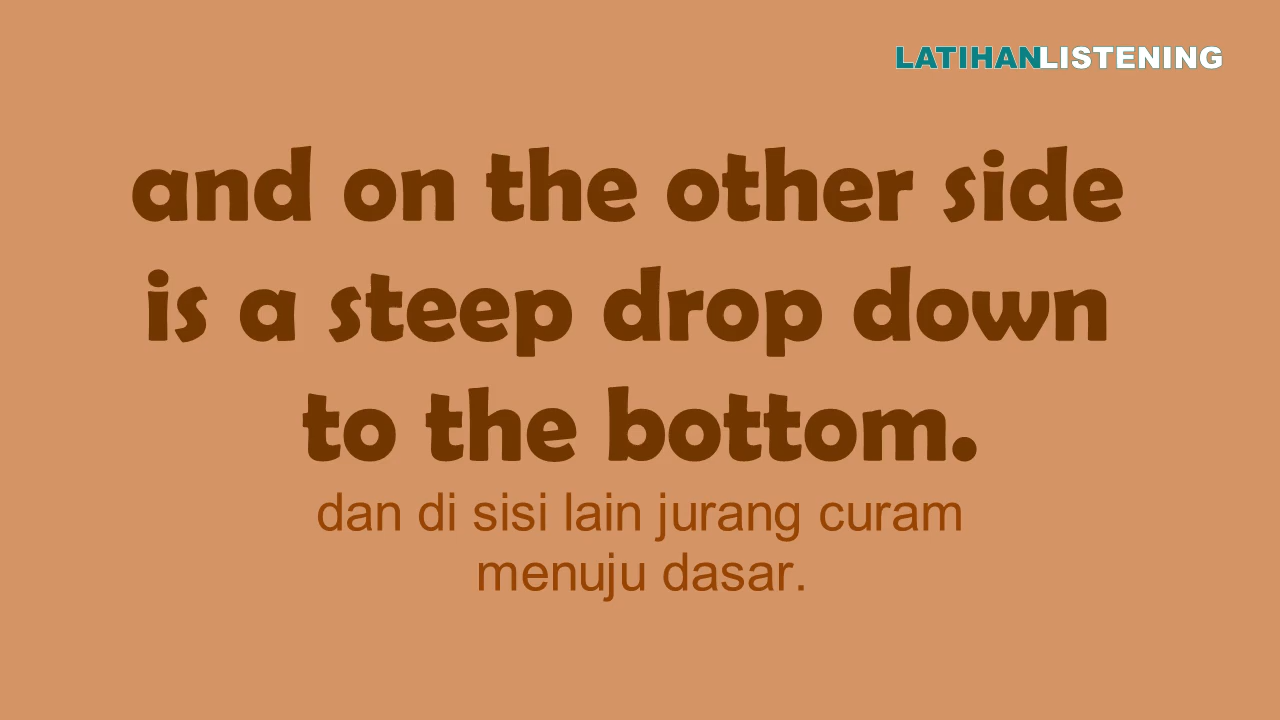 LATIHANLISTENING
and on the other side
is a steep drop down
to the bottom.
dan di sisi lain jurang curam
menuju dasar.